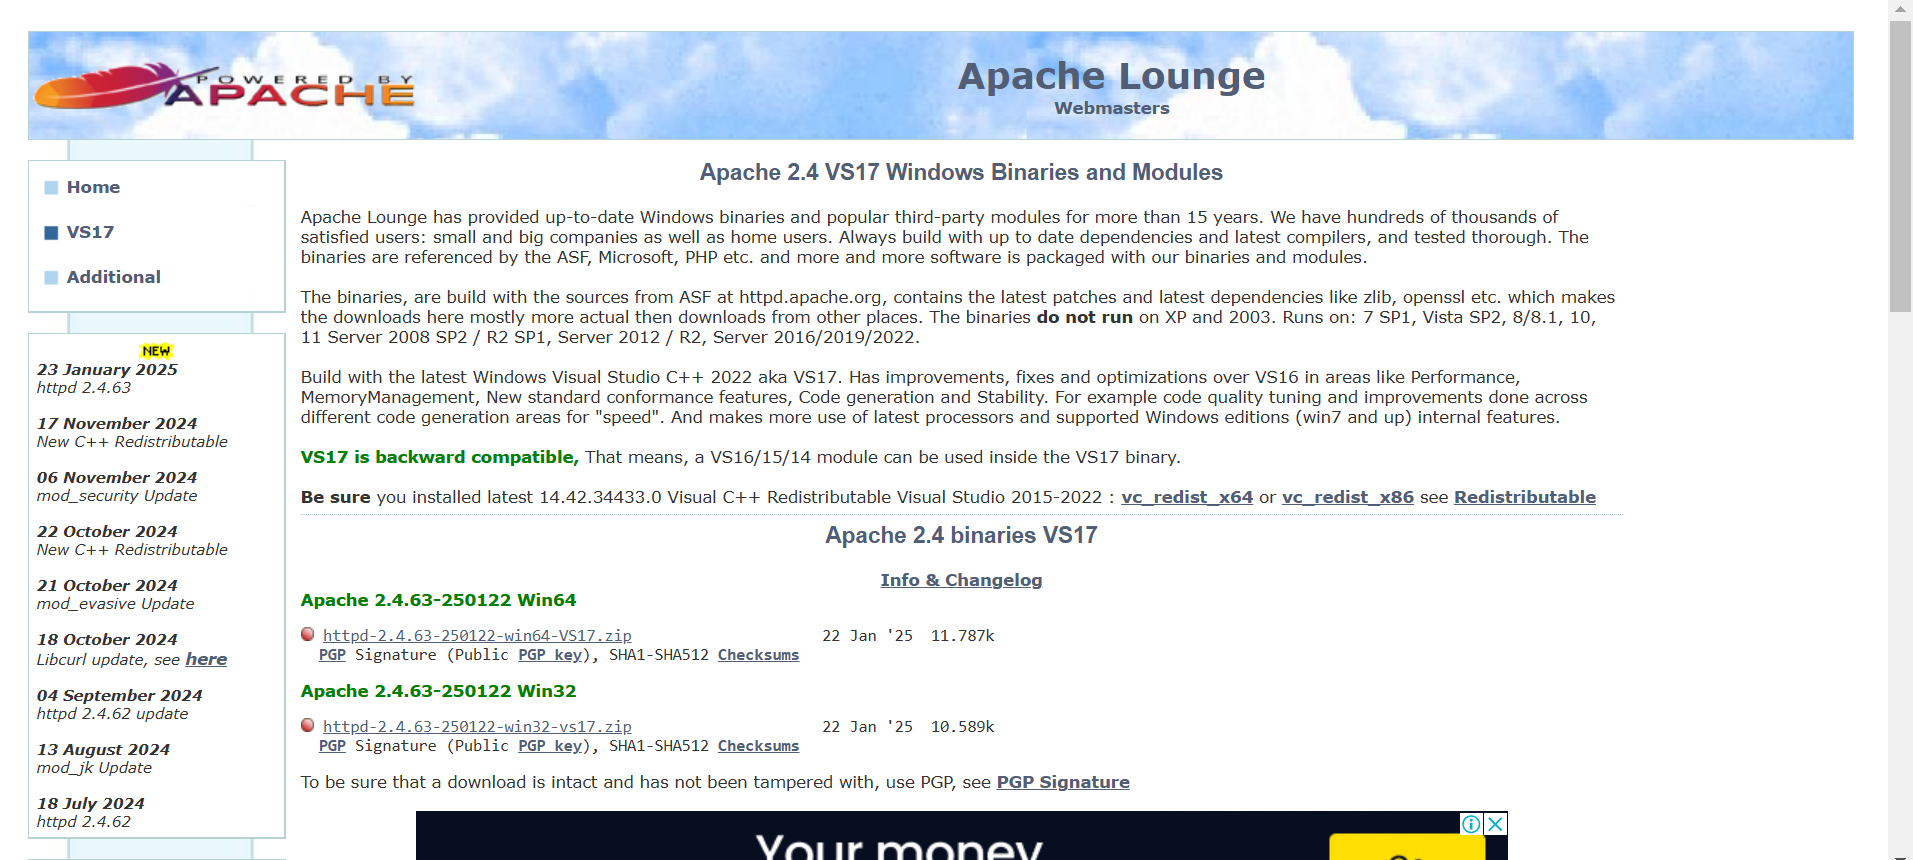 POWERED BY
APACHE
Apache Lounge
Webmasters
Home
VS17
Additional
NEW
23 January 2025
httpd 2.4.63
17 November 2024
New C++ Redistributable
06 November 2024
mod_security Update
22 October 2024
New C++ Redistributable
21 October 2024
mod_evasive Update
18 October 2024
Libcurl update, see here
04 September 2024
httpd 2.4.62 update
13 August 2024
mod_jk Update
18 July 2024
httpd 2.4.62
Apache 2.4 VS17 Windows Binaries and Modules
Apache Lounge has provided up-to-date Windows binaries and popular third-party modules for more than 15 years. We have hundreds of thousands of
satisfied users: small and big companies as well as home users. Always build with up to date dependencies and latest compilers, and tested thorough. The
binaries are referenced by the ASF, Microsoft, PHP etc. and more and more software is packaged with our binaries and modules.
The binaries, are build with the sources from ASF at httpd.apache.org, contains the latest patches and latest dependencies like zlib, openssl etc. which makes
the downloads here mostly more actual then downloads from other places. The binaries do not run on XP and 2003. Runs on: 7 SP1, Vista SP2, 8/8.1, 10,
11 Server 2008 SP2 / R2 SP1, Server 2012 / R2, Server 2016/2019/2022.
Build with the latest Windows Visual Studio C++ 2022 aka VS17. Has improvements, fixes and optimizations over VS16 in areas like Performance,
MemoryManagement, New standard conformance features, Code generation and Stability. For example code quality tuning and improvements done across
different code generation areas for "speed". And makes more use of latest processors and supported Windows editions (win7 and up) internal features.
VS17 is backward compatible, That means, a VS16/15/14 module can be used inside the VS17 binary.
Be sure you installed latest 14.42.34433.0 Visual C++ Redistributable Visual Studio 2015-2022 : vc_redist_x64 or vc_redist_x86 see Redistributable
Apache 2.4 binaries VS17
Info & Changelog
Apache 2.4.63-250122 Win64
httpd-2.4.63-250122-win64-VS17.zip 22 Jan '25 11.787k
PGP Signature (Public PGP key), SHA1-SHA512 Checksums
Apache 2.4.63-250122 Win32
httpd-2.4.63-250122-win32-vs17.zip 22 Jan '25 10.589k
PGP Signature (Public PGP key), SHA1-SHA512 Checksums
To be sure that a download is intact and has not been tampered with, use PGP, see PGP Signature
Your money